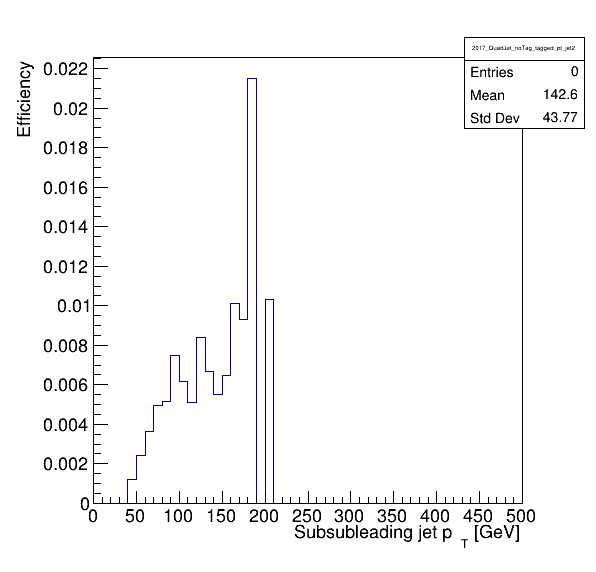 2017_QuadJet_noTag_tagged_pt_jet2
Entries 0
Mean 142.6
Std Dev 43.77
Efficiency
0.022
0.02
0.018
0.016
0.014
0.012
0.01
0.008
0.006
0.004
0.002
0
0 50 100 150 200 250 300 350 400 450 500
Subsubleading jet p T [GeV]